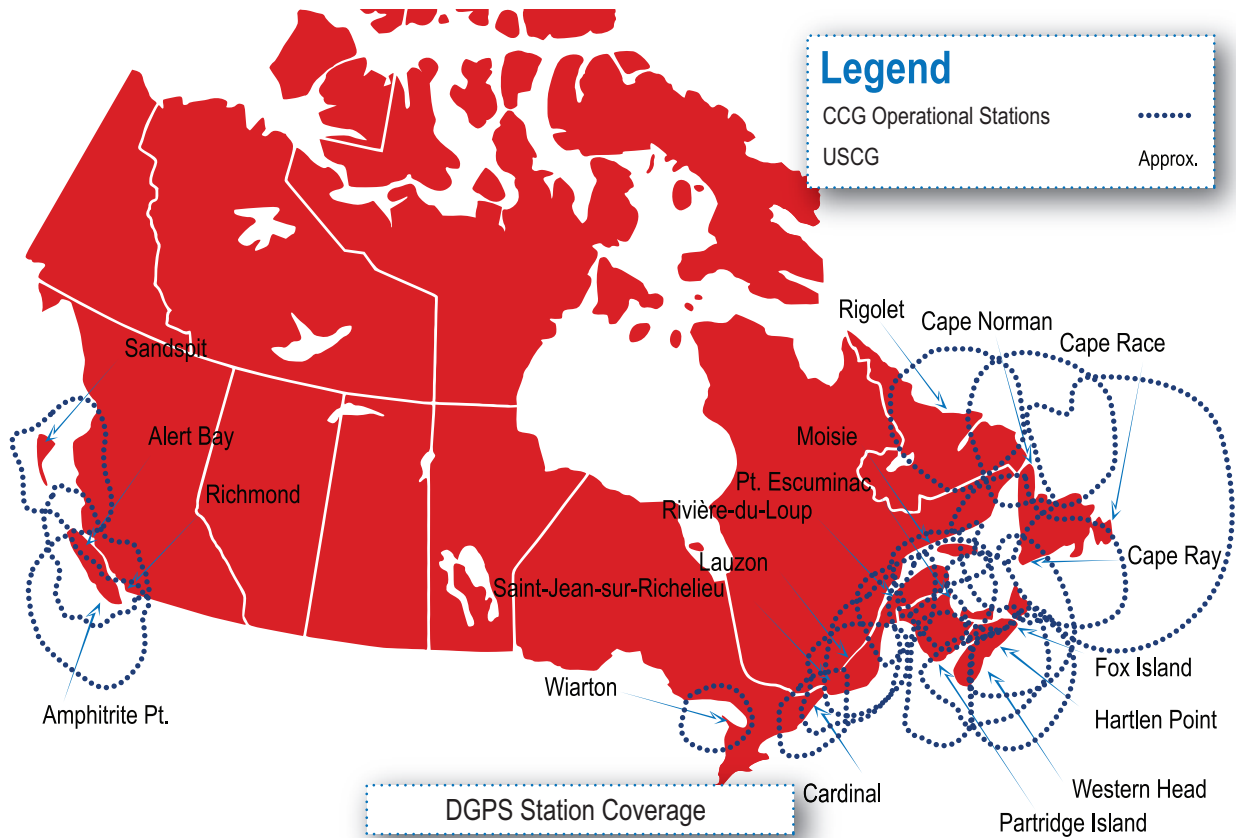 Legend
CCG Operational Stations
USCG Approx.
Rigolet
Cape Norman
Cape Race
Sandspit
Alert Bay
Moisie
Richmond
Pt. Escuminac
Rivière-du-Loup
Lauzon
Cape Ray
Saint-Jean-sur-Richelieu
Fox Island
Wiarton
Amphitrite Pt.
Hartlen Point
Western Head
Cardinal
DGPS Station Coverage
Partridge Island